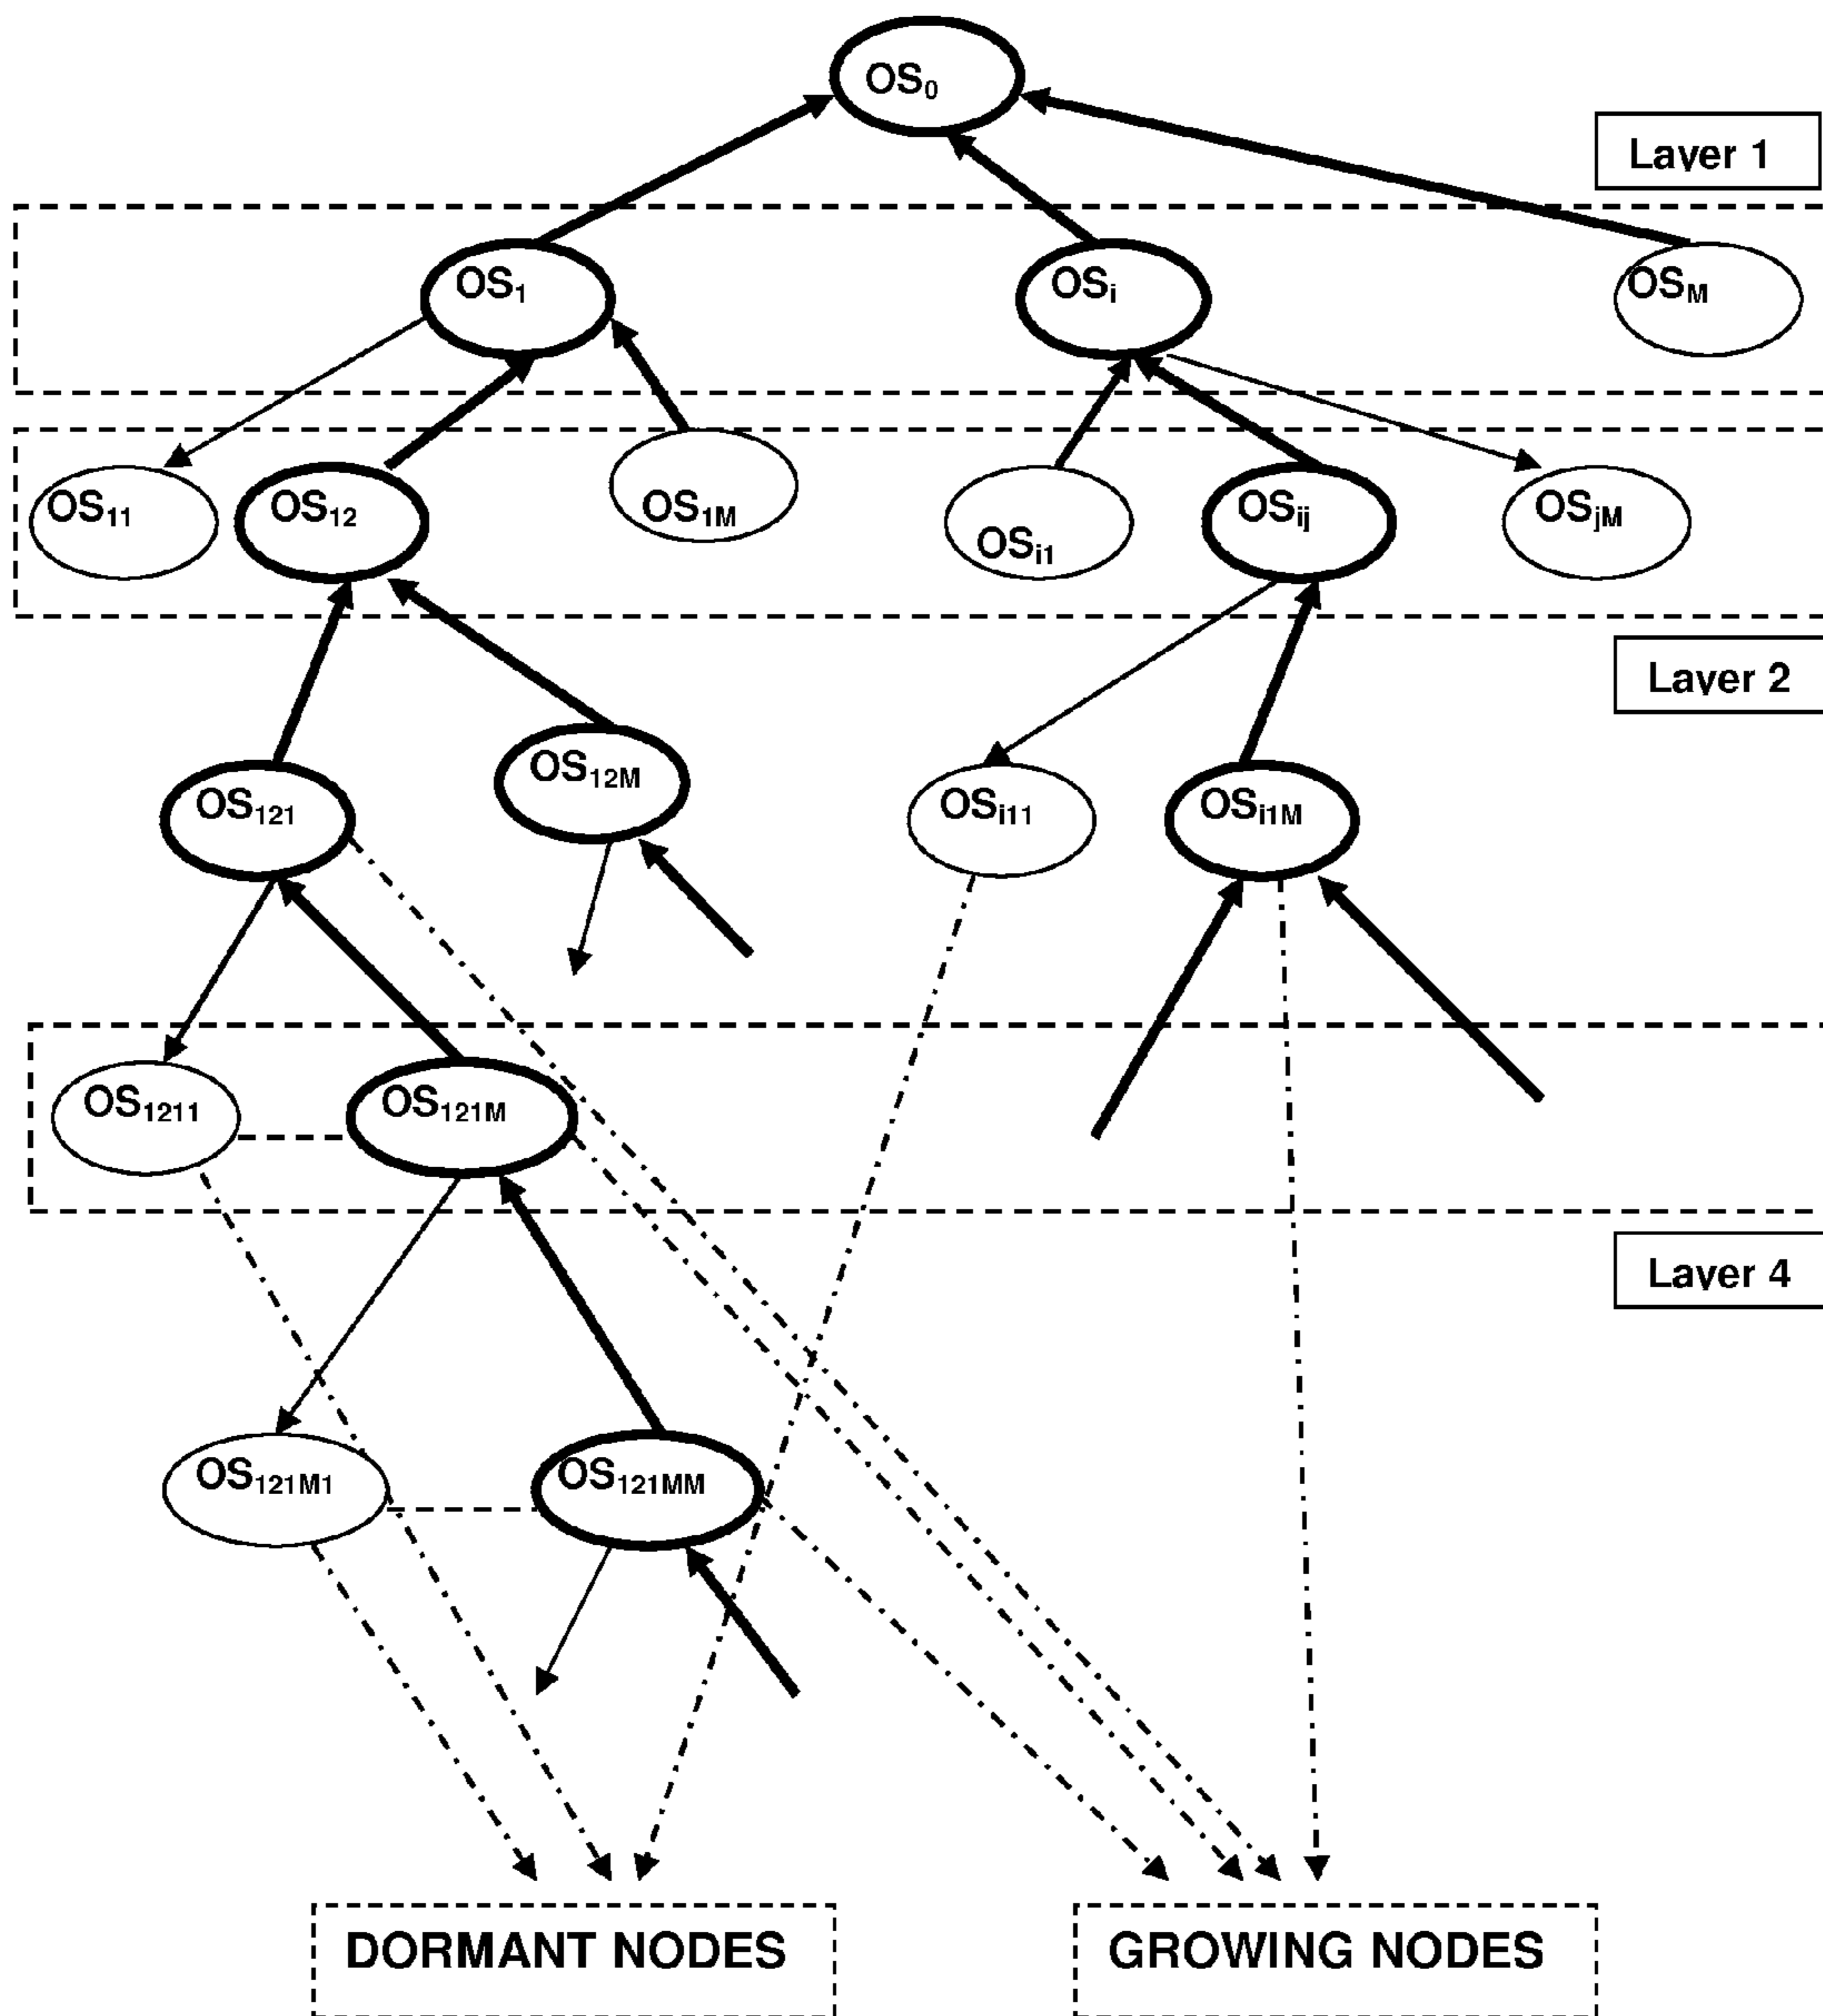 OS0
Layer 1
OS1
OSi
OSM
OS11
OS12
OS1M
OSi1
OSij
OSjM
Layer 2
OS121
OS12M
OSi11
OSi1M
OS1211
OS121M
Layer 4
OS121M1
OS121MM
DORMANT NODES
GROWING NODES